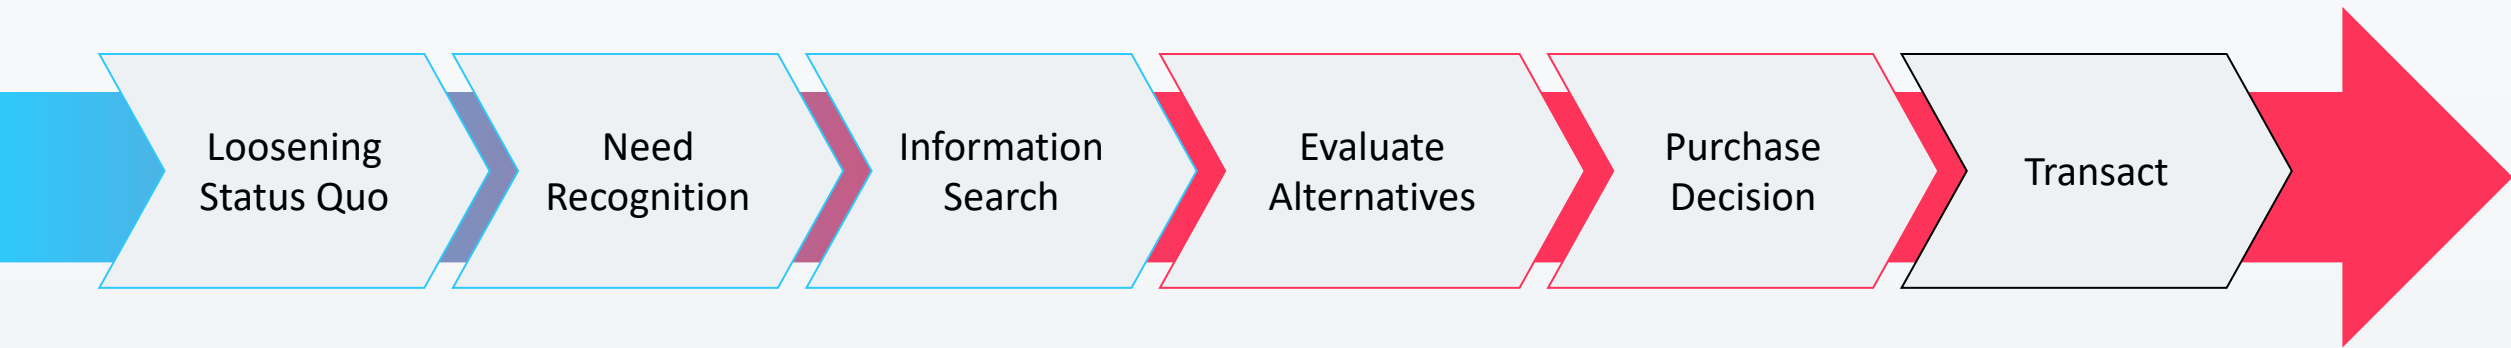 Loosening
Status Quo
Need
Recognition
Information
Search
Evaluate
Alternatives
Purchase
Decision
Transact